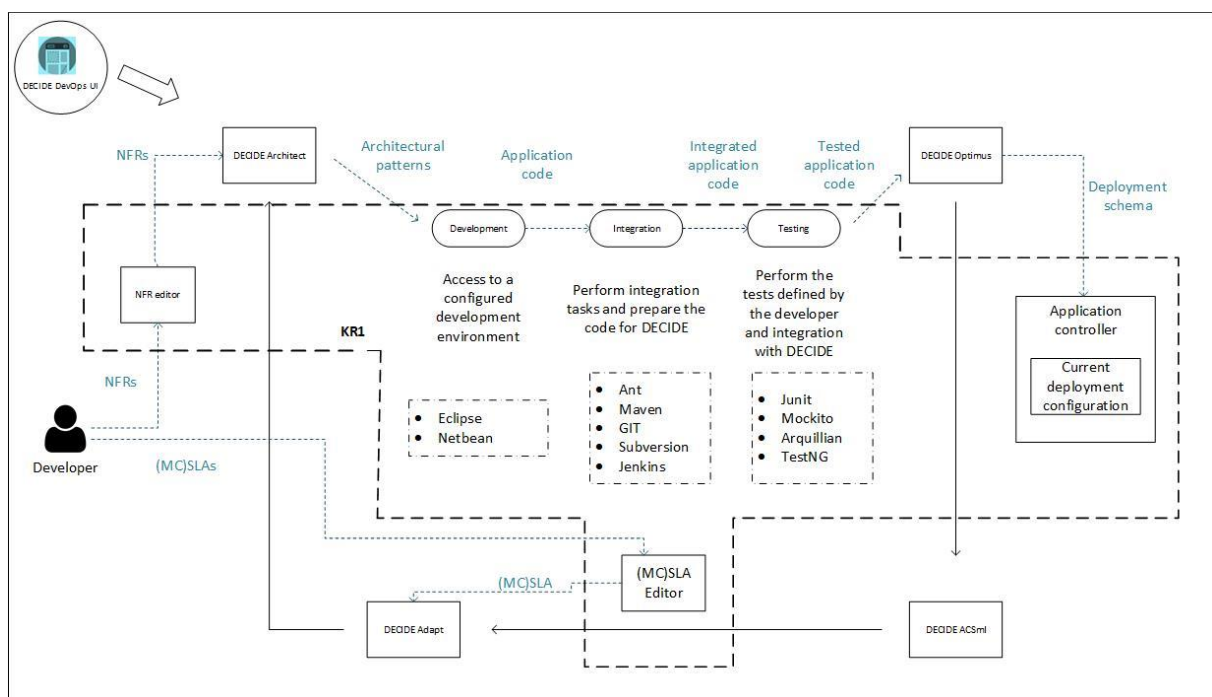 DECIDE DevOps UI
NFRs
DECIDE Architect
Architectural
patterns
Application
code
Integrated
application
code
Tested
application
code
DECIDE Optimus
Deployment
schema
Development
Integration
Testing
NFR editor
Access to a
configured
development
environment
Perform integration
tasks and prepare the
code for DECIDE
Perform the
tests defined by
the developer
and integration
with DECIDE
Application
controller
Current
deployment
configuration
KR1
NFRs
• Eclipse
• Netbean
• Ant
• Maven
• GIT
• Subversion
• Jenkins
• Junit
• Mockito
• Arquillian
• TestNG
Developer
(MC)SLAs
(MC)SLA
(MC)SLA
Editor
DECIDE Adapt
DECIDE ACSmI